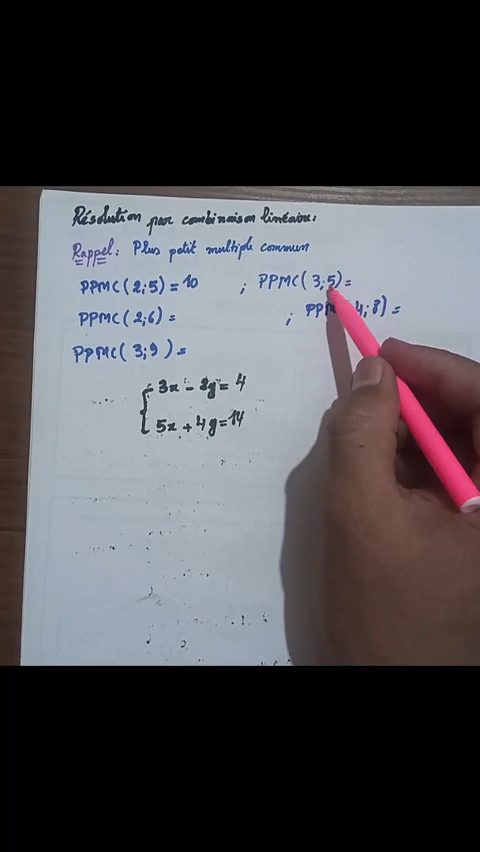 Résolution par combinaison linéaire:
Rappel: Plus petit multiple commun
PPMC(2;5)=10 ; PPMC(3;5)=
PPMC(2;6)= ; 4;8)=
PPMC(3;9)=
3x-2y=4
5x+4y=14